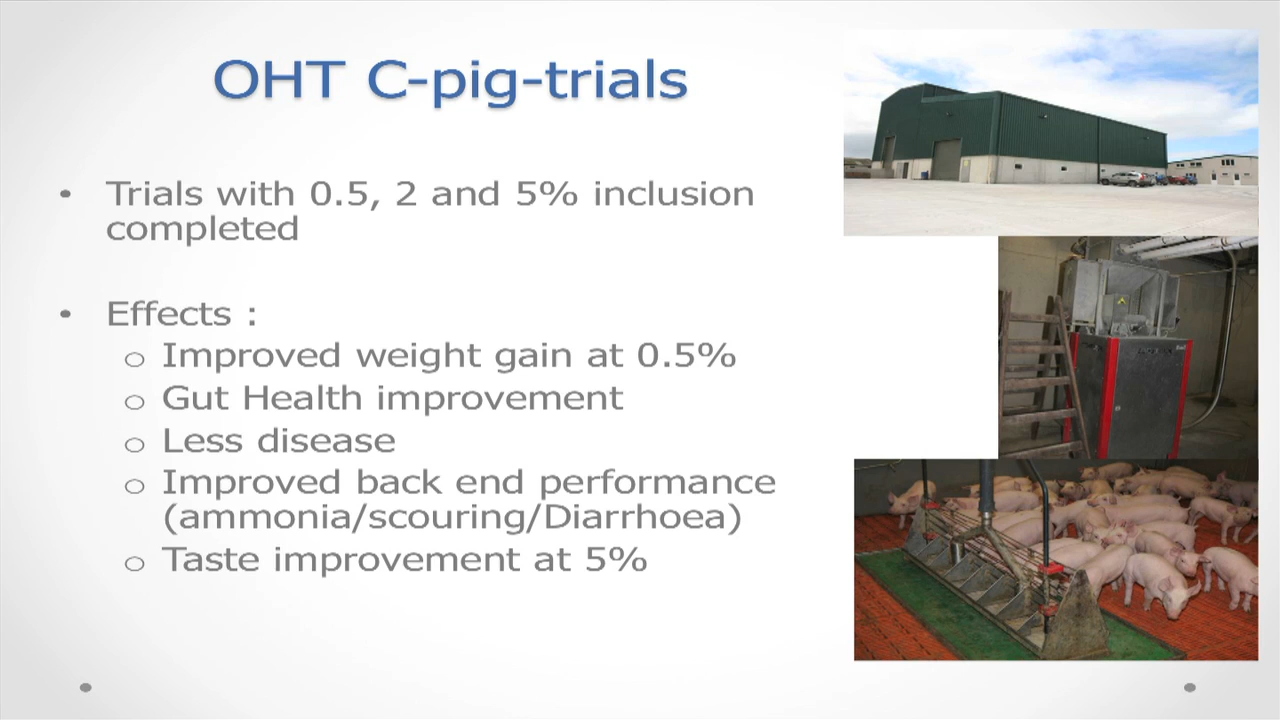 OHT C-pig-trials
• Trials with 0.5, 2 and 5% inclusion
completed
• Effects :
o Improved weight gain at 0.5%
o Gut Health improvement
o Less disease
o Improved back end performance
(ammonia/scouring/Diarrhoea)
o Taste improvement at 5%